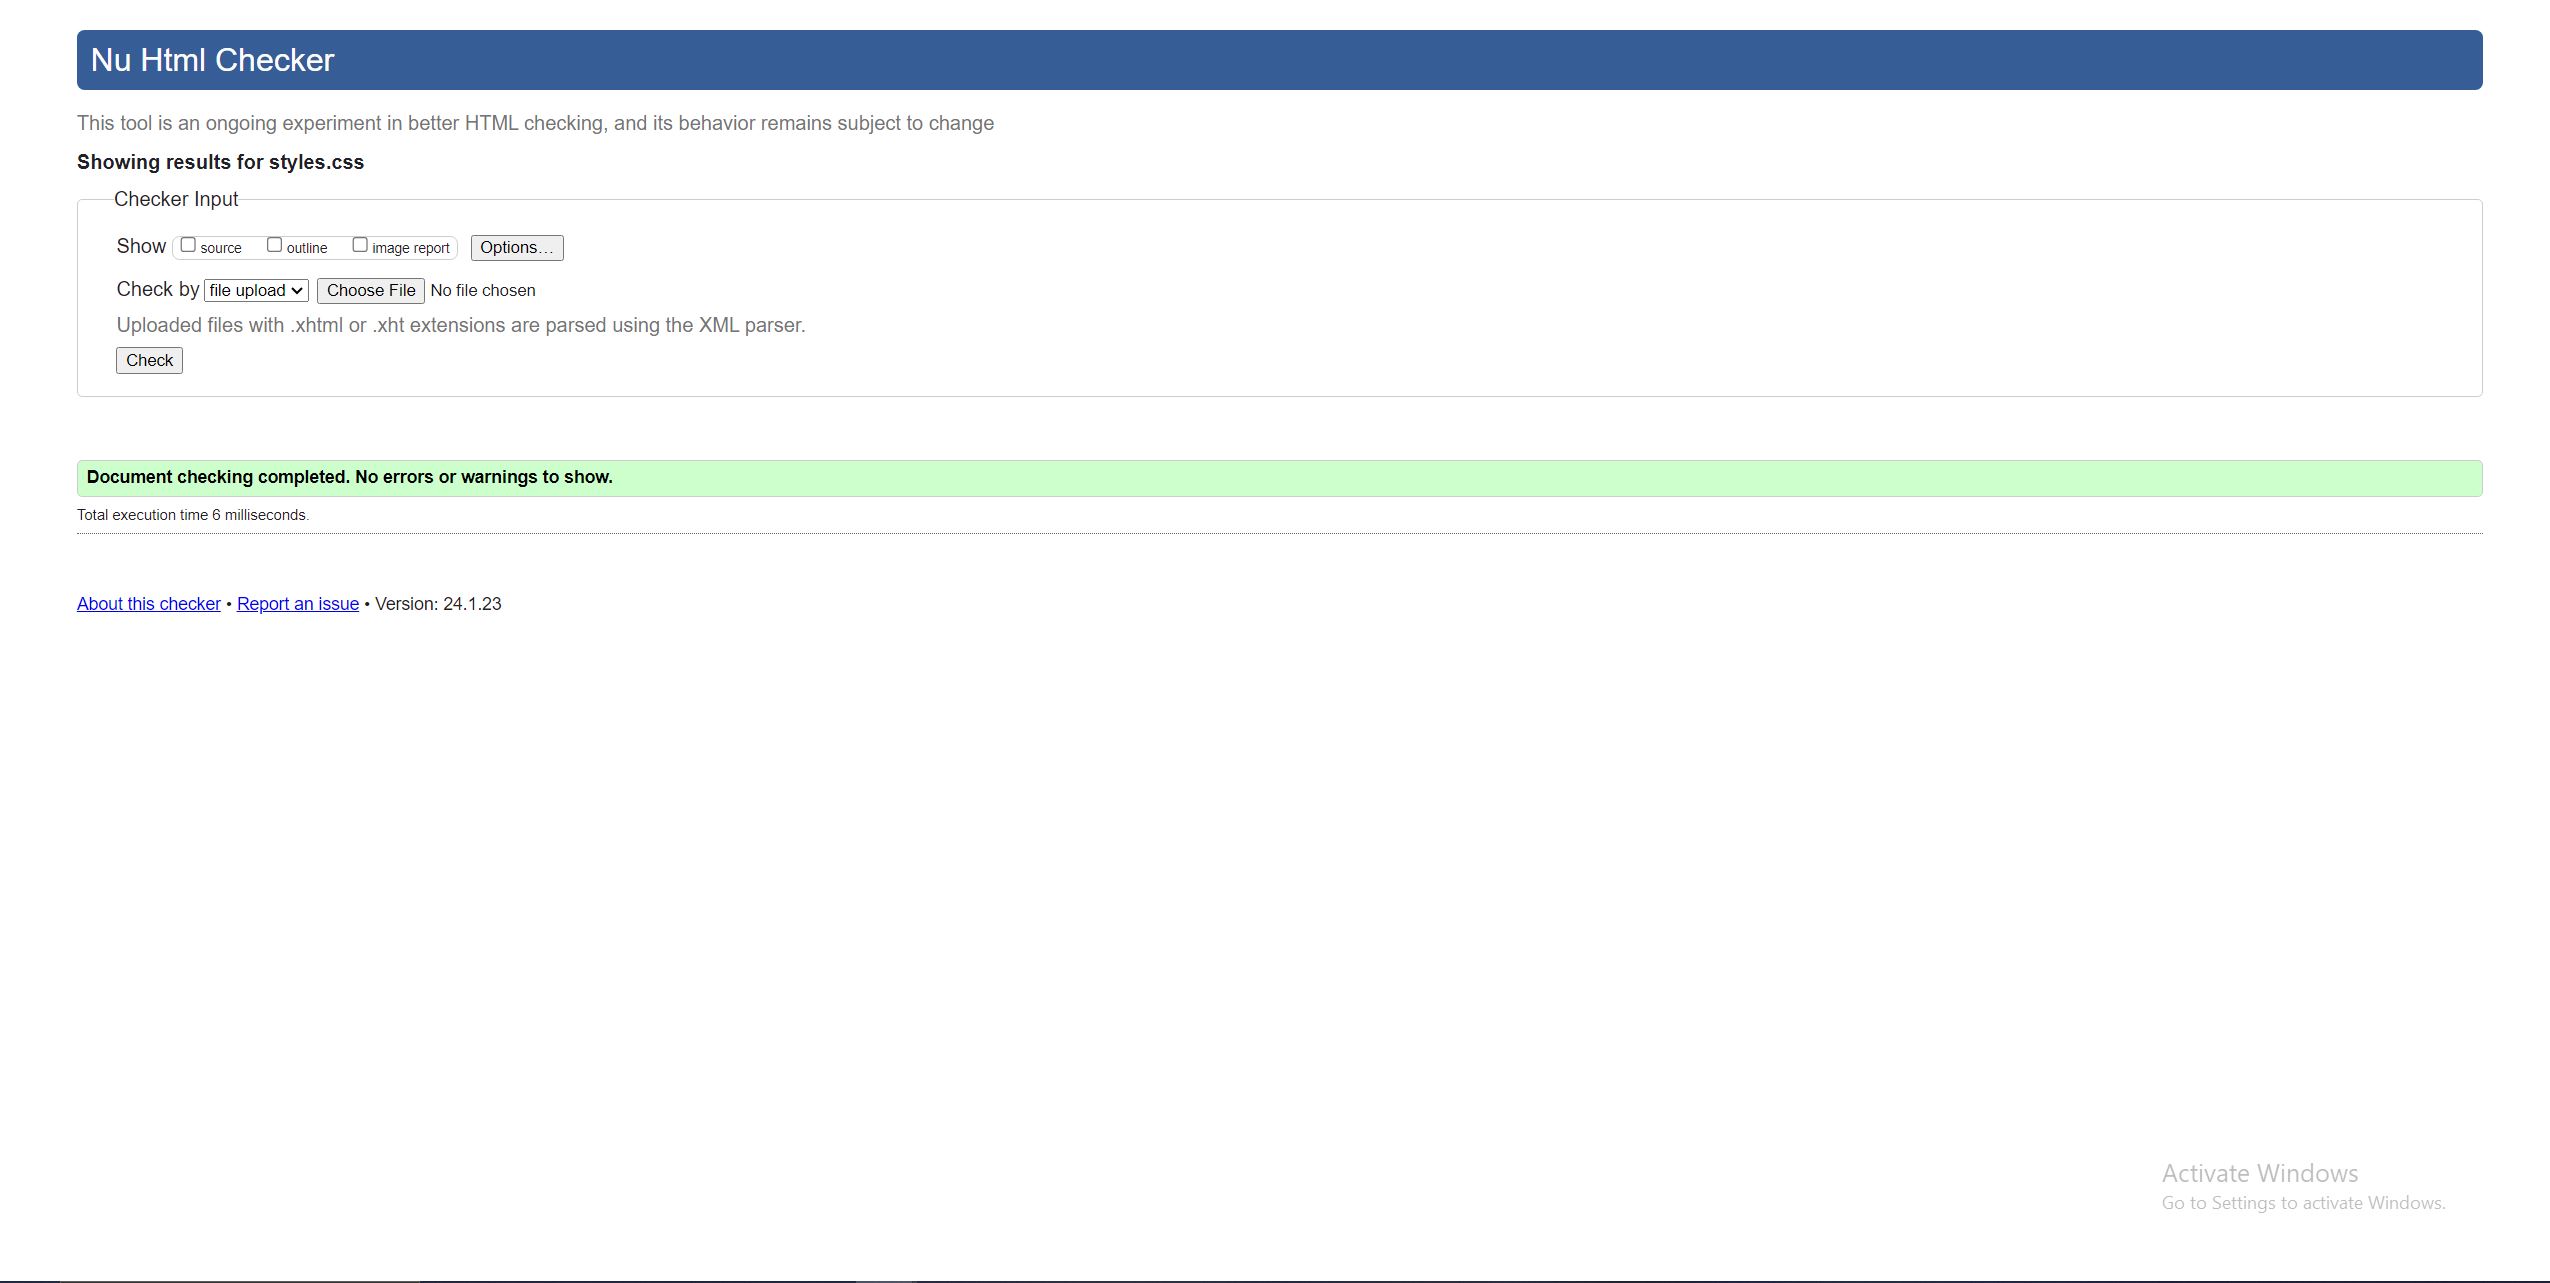 Nu Html Checker
This tool is an ongoing experiment in better HTML checking, and its behavior remains subject to change
Showing results for styles.css
Checker Input
Show source outline image report Options...
Check by file upload Choose File No file chosen
Uploaded files with .xhtml or .xht extensions are parsed using the XML parser.
Check
Document checking completed. No errors or warnings to show.
Total execution time 6 milliseconds.
About this checker • Report an issue • Version: 24.1.23
Activate Windows
Go to Settings to activate Windows.